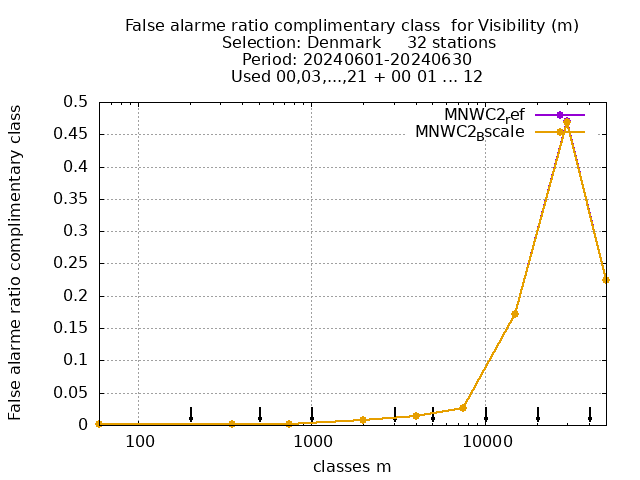 False alarme ratio complimentary class  for Visibility (m)
Selection: Denmark     32 stations
Period: 20240601-20240630
Used 00,03,...,21 + 00 01 ... 12
False alarme ratio complimentary class
0.5
0.45
0.4
0.35
0.3
0.25
0.2
0.15
0.1
0.05
0
MNWC2ref
MNWC2Bscale
100
1000
10000
classes m